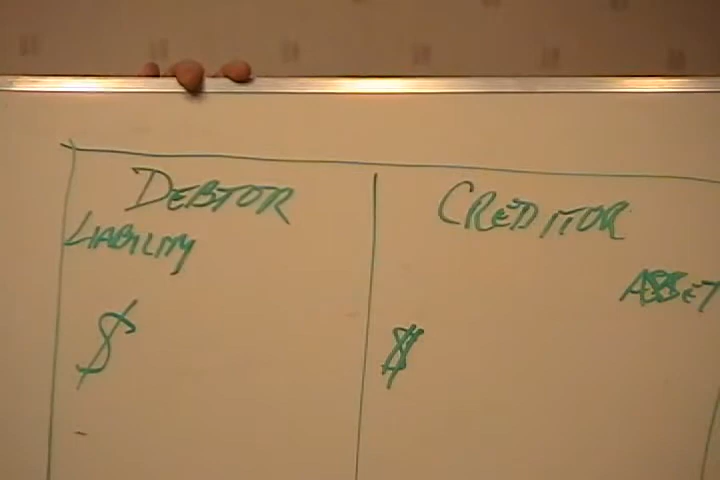 DEBTOR CREDITOR
LIABILITY
ASSET
$ $